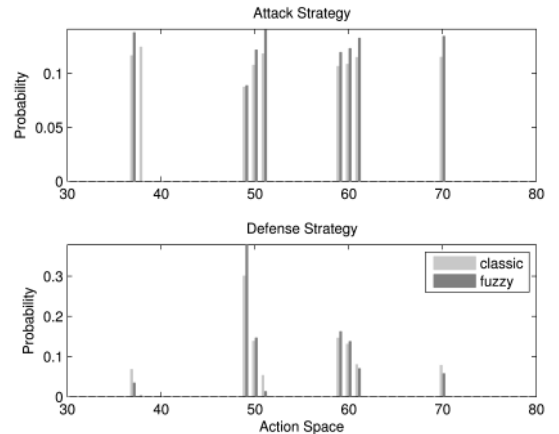 Attack Strategy
Probability
0.1
0.05
0
30 40 50 60 70 80
Defense Strategy
Probability
0.3
0.2
0.1
0
classic
fuzzy
30 40 50 60 70 80
Action Space